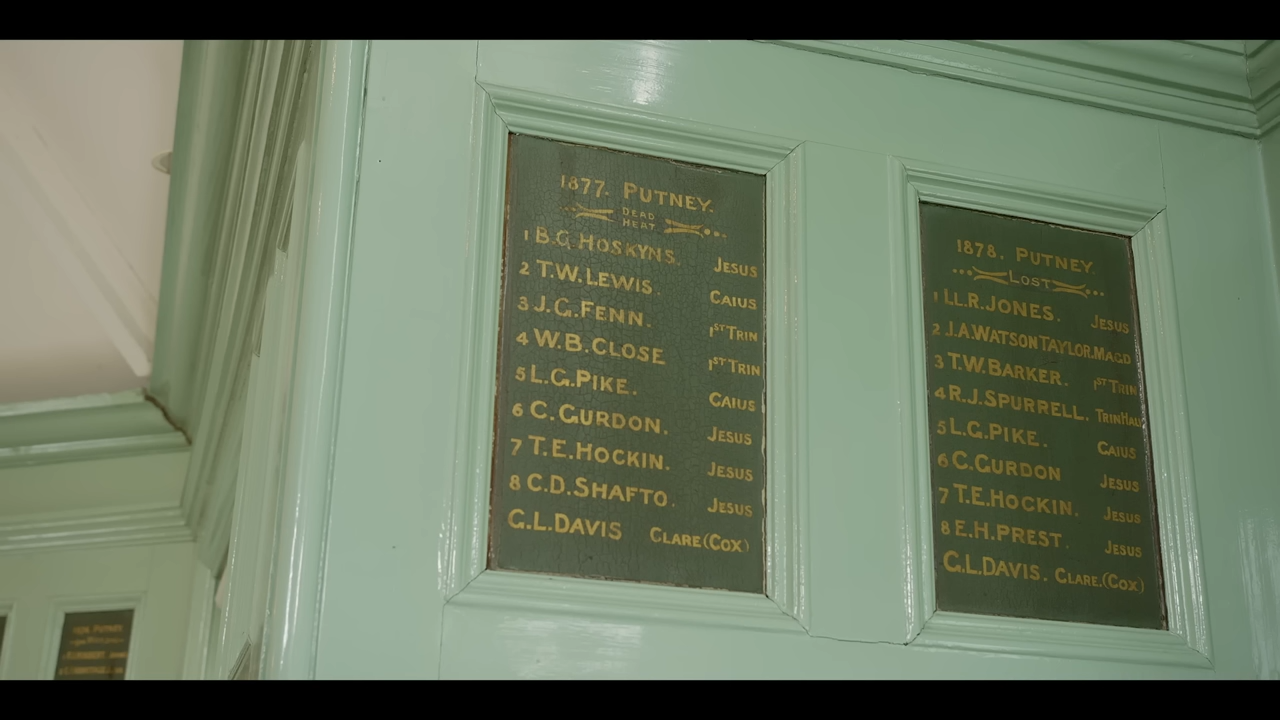 1877. PUTNEY.
DEAD
HEAT
1 B.G. HOSKYNS. JESUS
2 T.W. LEWIS. CAIUS
3 J.G. FENN. 1ST TRIN
4 W.B. CLOSE 1ST TRIN
5 L.G. PIKE. CAIUS
6 C. GURDON. JESUS
7 T.E. HOCKIN. JESUS
8 C.D. SHAFTO. JESUS
G.L. DAVIS CLARE (COX)
1878. PUTNEY.
LOST
1 LL.R. JONES. JESUS
2 J.A. WATSON TAYLOR. MAGD
3 T.W. BARKER. 1ST TRIN
4 R.J. SPURRELL. TRIN HALL
5 L.G. PIKE. CAIUS
6 C. GURDON JESUS
7 T.E. HOCKIN. JESUS
8 E.H. PREST. JESUS
G.L. DAVIS. CLARE. (COX)